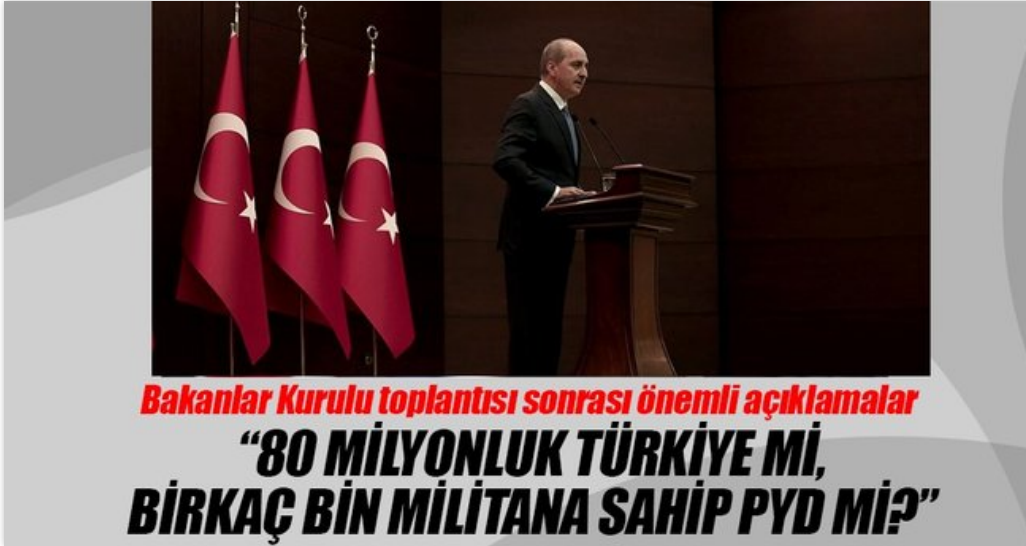 Bakanlar Kurulu toplantısı sonrası önemli açıklamalar
“80 MİLYONLUK TÜRKİYE Mİ,
BİRKAÇ BİN MİLİTANA SAHİP PYD Mİ?”